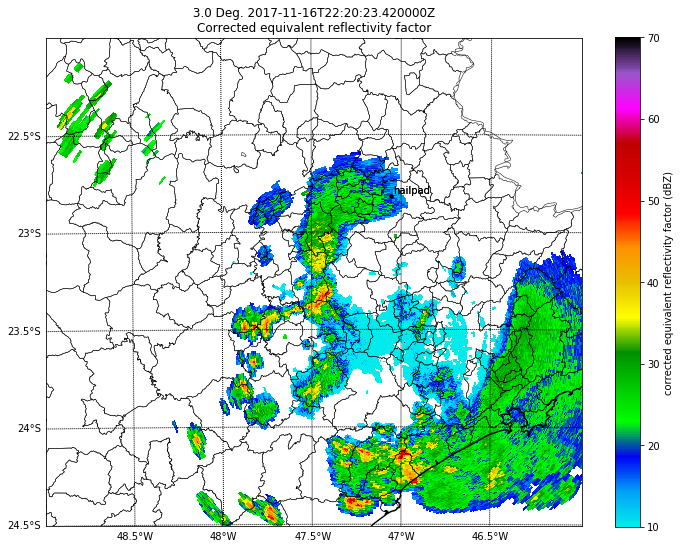 3.0 Deg. 2017-11-16T22:20:23.420000Z
Corrected equivalent reflectivity factor
70
60
50
40
30
20
10
corrected equivalent reflectivity factor (dBZ)
22.5°S
23°S
23.5°S
24°S
24.5°S
48.5°W
48°W
47.5°W
47°W
46.5°W
hailpad